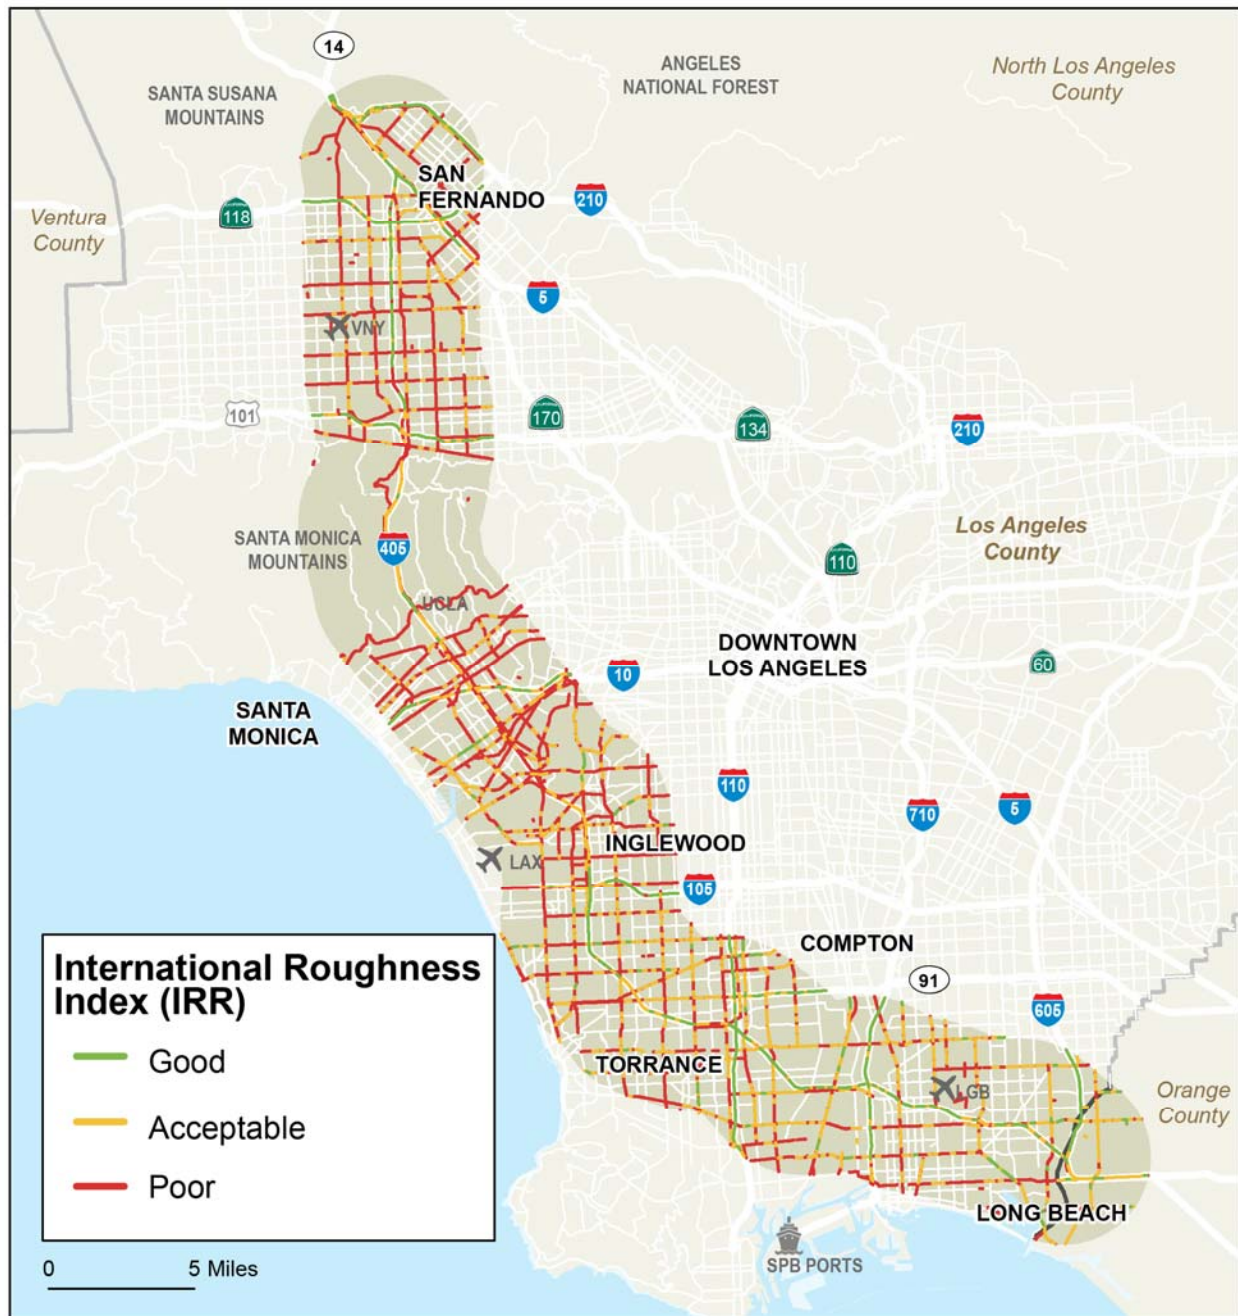 14
ANGELES
NATIONAL FOREST
North Los Angeles
County
SANTA SUSANA
MOUNTAINS
SAN
FERNANDO
210
118
Ventura
County
5
VNY
101
170
134
210
SANTA MONICA
MOUNTAINS
405
Los Angeles
County
110
UCLA
DOWNTOWN
LOS ANGELES
60
10
SANTA
MONICA
110
710
5
INGLEWOOD
LAX
105
COMPTON
91
605
TORRANCE
LGB
Orange
County
LONG BEACH
SPB PORTS
International Roughness
Index (IRR)
Good
Acceptable
Poor
0 5 Miles